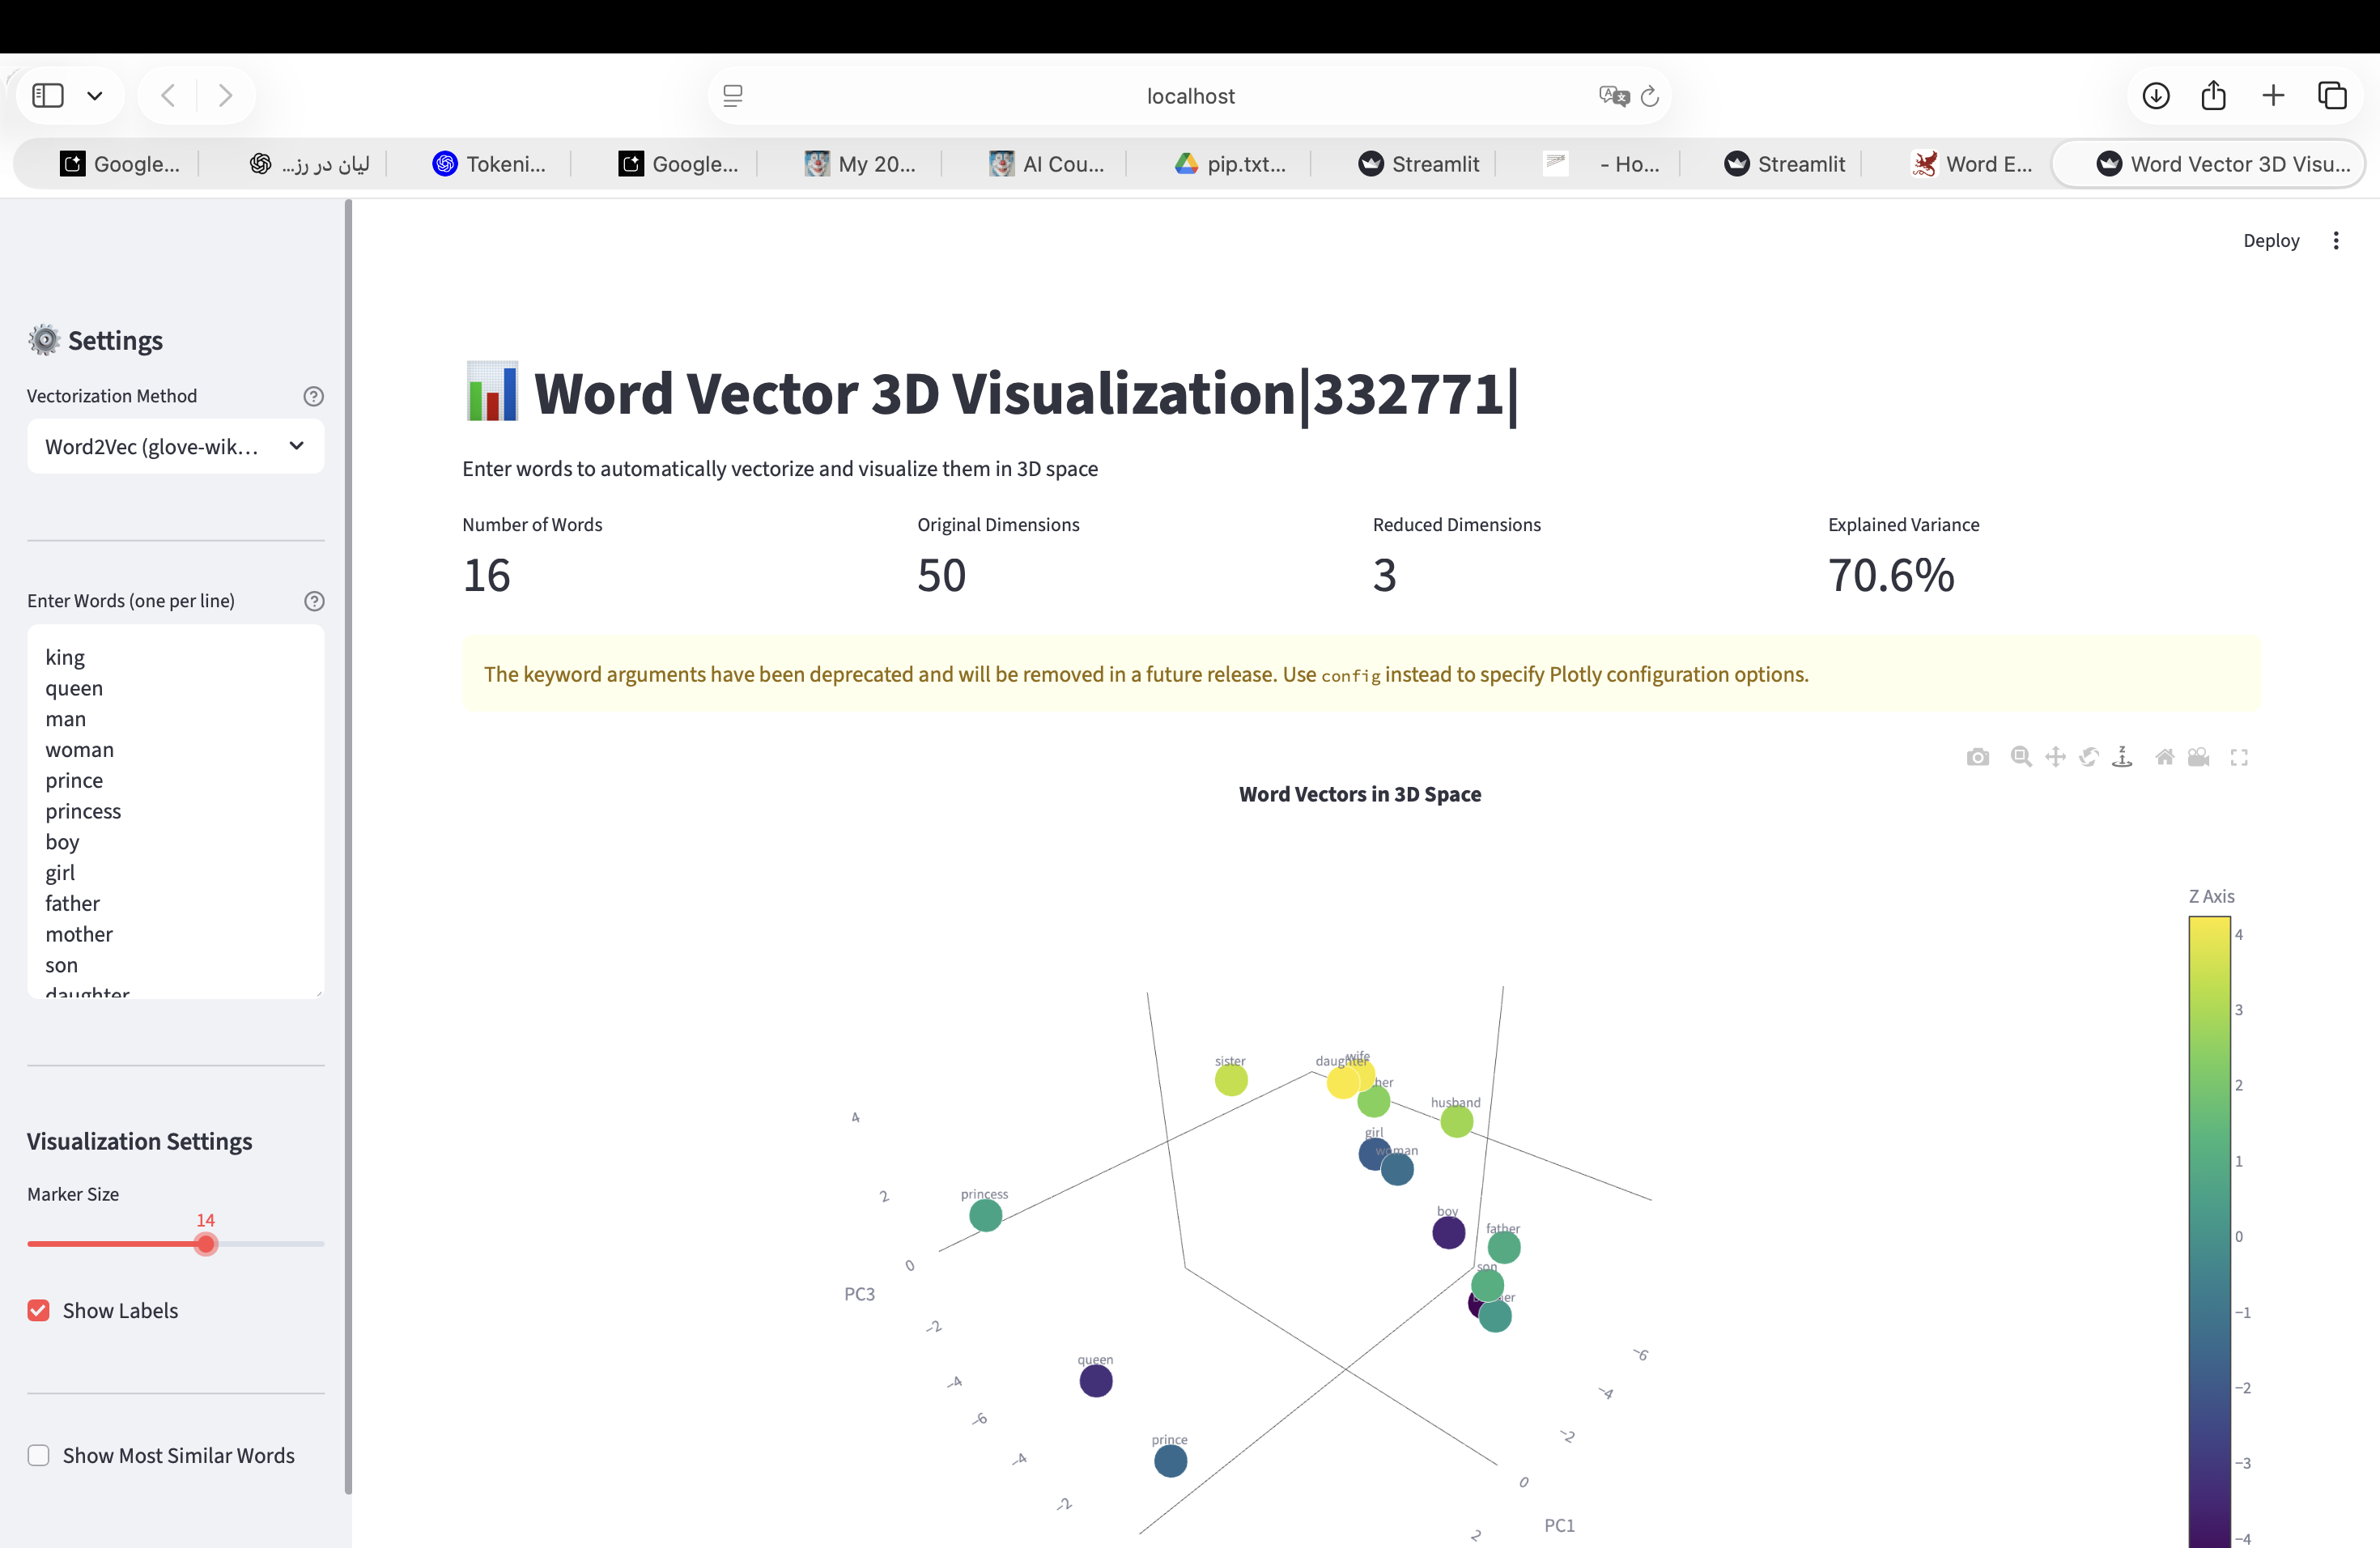 localhost
Google...
لیان در رز...
Tokeni...
Google...
My 20...
AI Cou...
pip.txt...
Streamlit
- Ho...
Streamlit
Word E...
Word Vector 3D Visu...
Deploy
Settings
Vectorization Method
Word2Vec (glove-wik...
Enter Words (one per line)
king
queen
man
woman
prince
princess
boy
girl
father
mother
son
daughter
Visualization Settings
Marker Size
14
Show Labels
Show Most Similar Words
Word Vector 3D Visualization|332771|
Enter words to automatically vectorize and visualize them in 3D space
Number of Words
16
Original Dimensions
50
Reduced Dimensions
3
Explained Variance
70.6%
The keyword arguments have been deprecated and will be removed in a future release. Use config instead to specify Plotly configuration options.
Word Vectors in 3D Space
Z Axis
4
3
2
1
0
−1
−2
−3
−4
sister
daughter
wife
her
husband
girl
woman
princess
boy
father
son
er
queen
prince
4
2
0
PC3
−2
−4
−6
−4
−2
−6
−4
−2
0
PC1
2